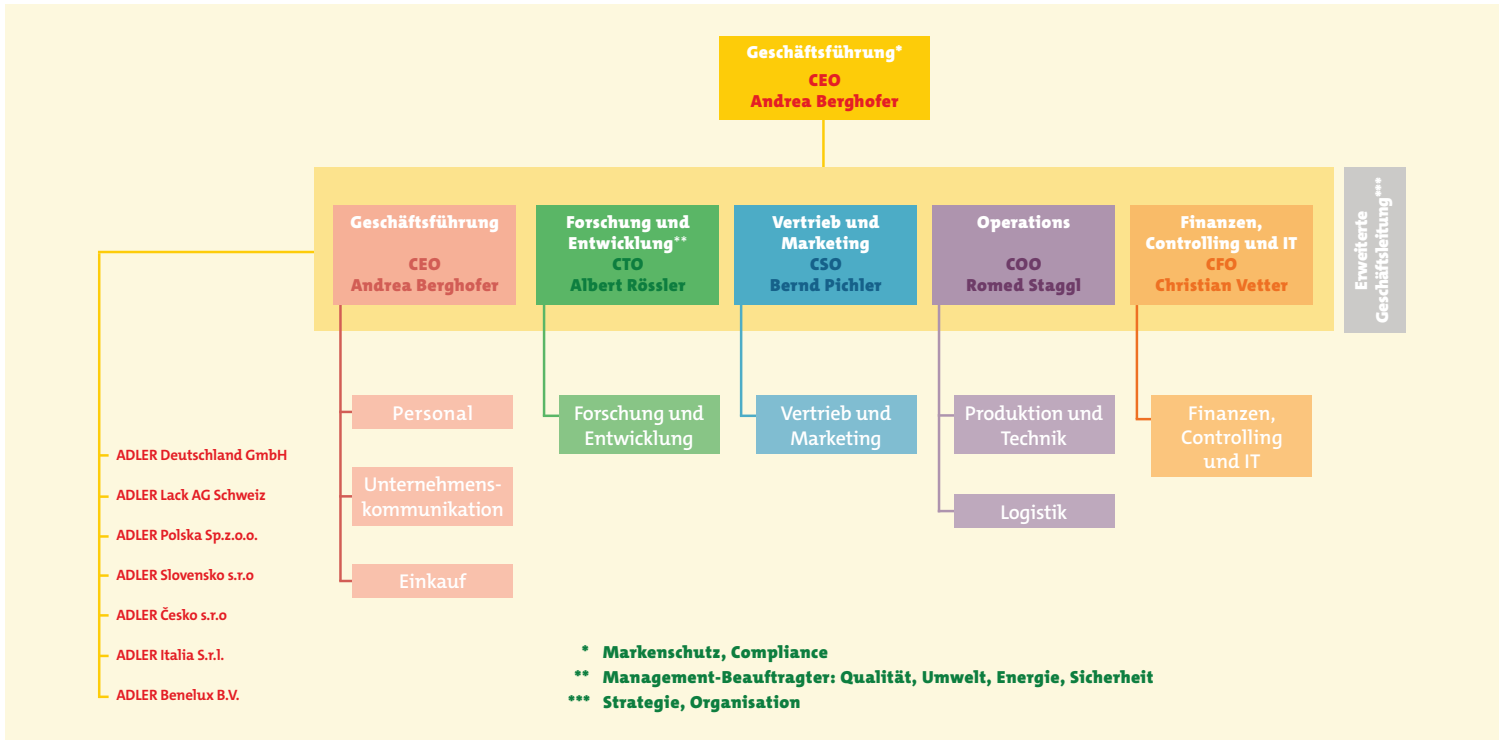 Geschäftsführung*
CEO
Andrea Berghofer
Geschäftsführung
CEO
Andrea Berghofer
Forschung und
Entwicklung**
CTO
Albert Rössler
Vertrieb und
Marketing
CSO
Bernd Pichler
Operations
COO
Romed Staggl
Finanzen,
Controlling und IT
CFO
Christian Vetter
Erweiterte
Geschäftsleitung***
Personal
Unternehmens-
kommunikation
Einkauf
Forschung und
Entwicklung
Vertrieb und
Marketing
Produktion und
Technik
Logistik
Finanzen,
Controlling
und IT
ADLER Deutschland GmbH
ADLER Lack AG Schweiz
ADLER Polska Sp.z.o.o.
ADLER Slovensko s.r.o
ADLER Česko s.r.o
ADLER Italia S.r.l.
ADLER Benelux B.V.
* Markenschutz, Compliance
** Management-Beauftragter: Qualität, Umwelt, Energie, Sicherheit
*** Strategie, Organisation